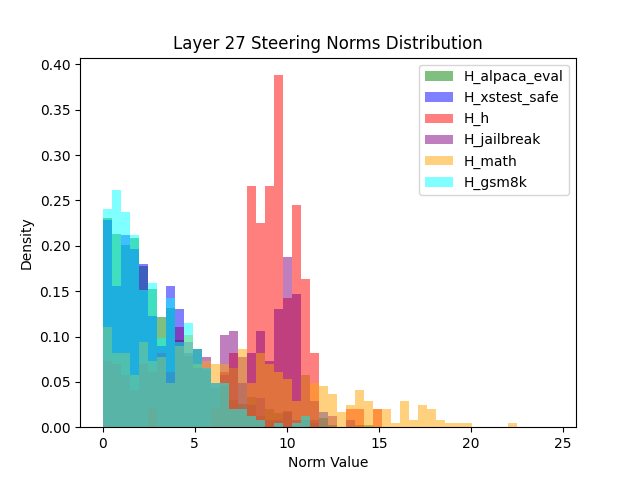 Layer 27 Steering Norms Distribution
Density
0.40
0.35
0.30
0.25
0.20
0.15
0.10
0.05
0.00
H_alpaca_eval
H_xstest_safe
H_h
H_jailbreak
H_math
H_gsm8k
0 5 10 15 20 25
Norm Value